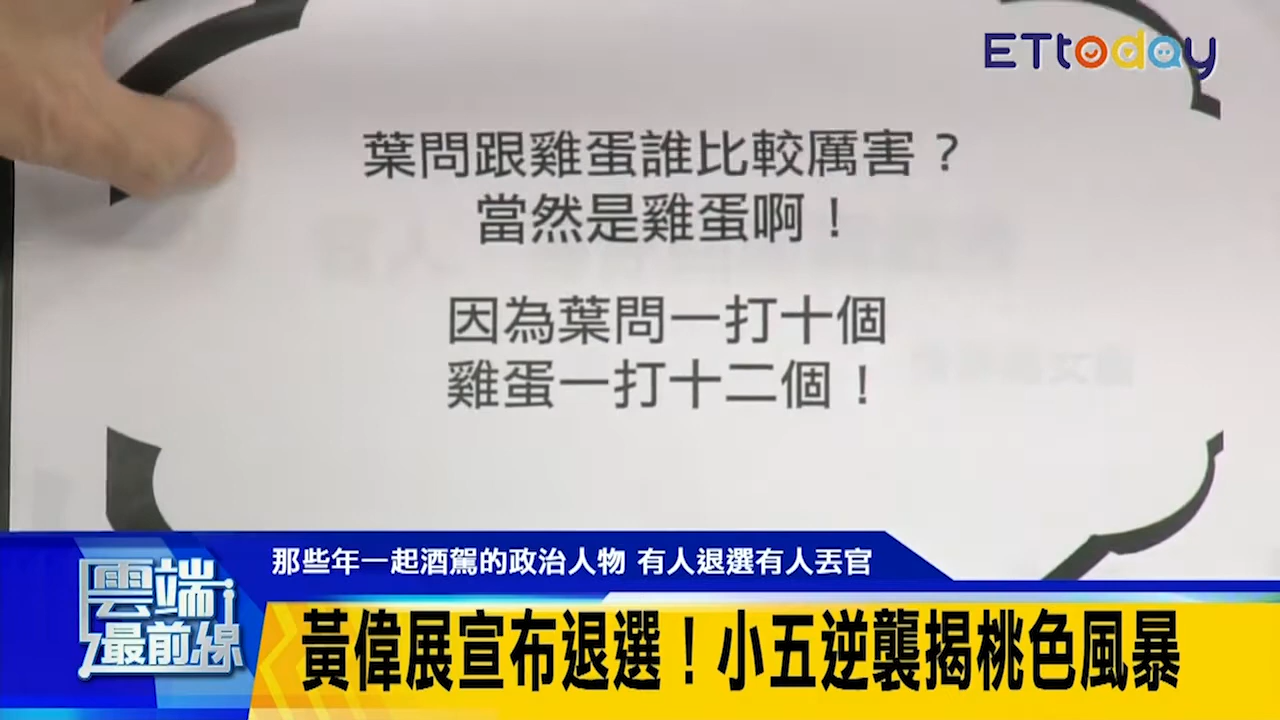 ETtoday
葉問跟雞蛋誰比較厲害？
當然是雞蛋啊！
因為葉問一打十個
雞蛋一打十二個！
那些年一起酒駕的政治人物 有人退選有人丟官
雲端
最前線
黃偉展宣布退選！小五逆襲揭桃色風暴